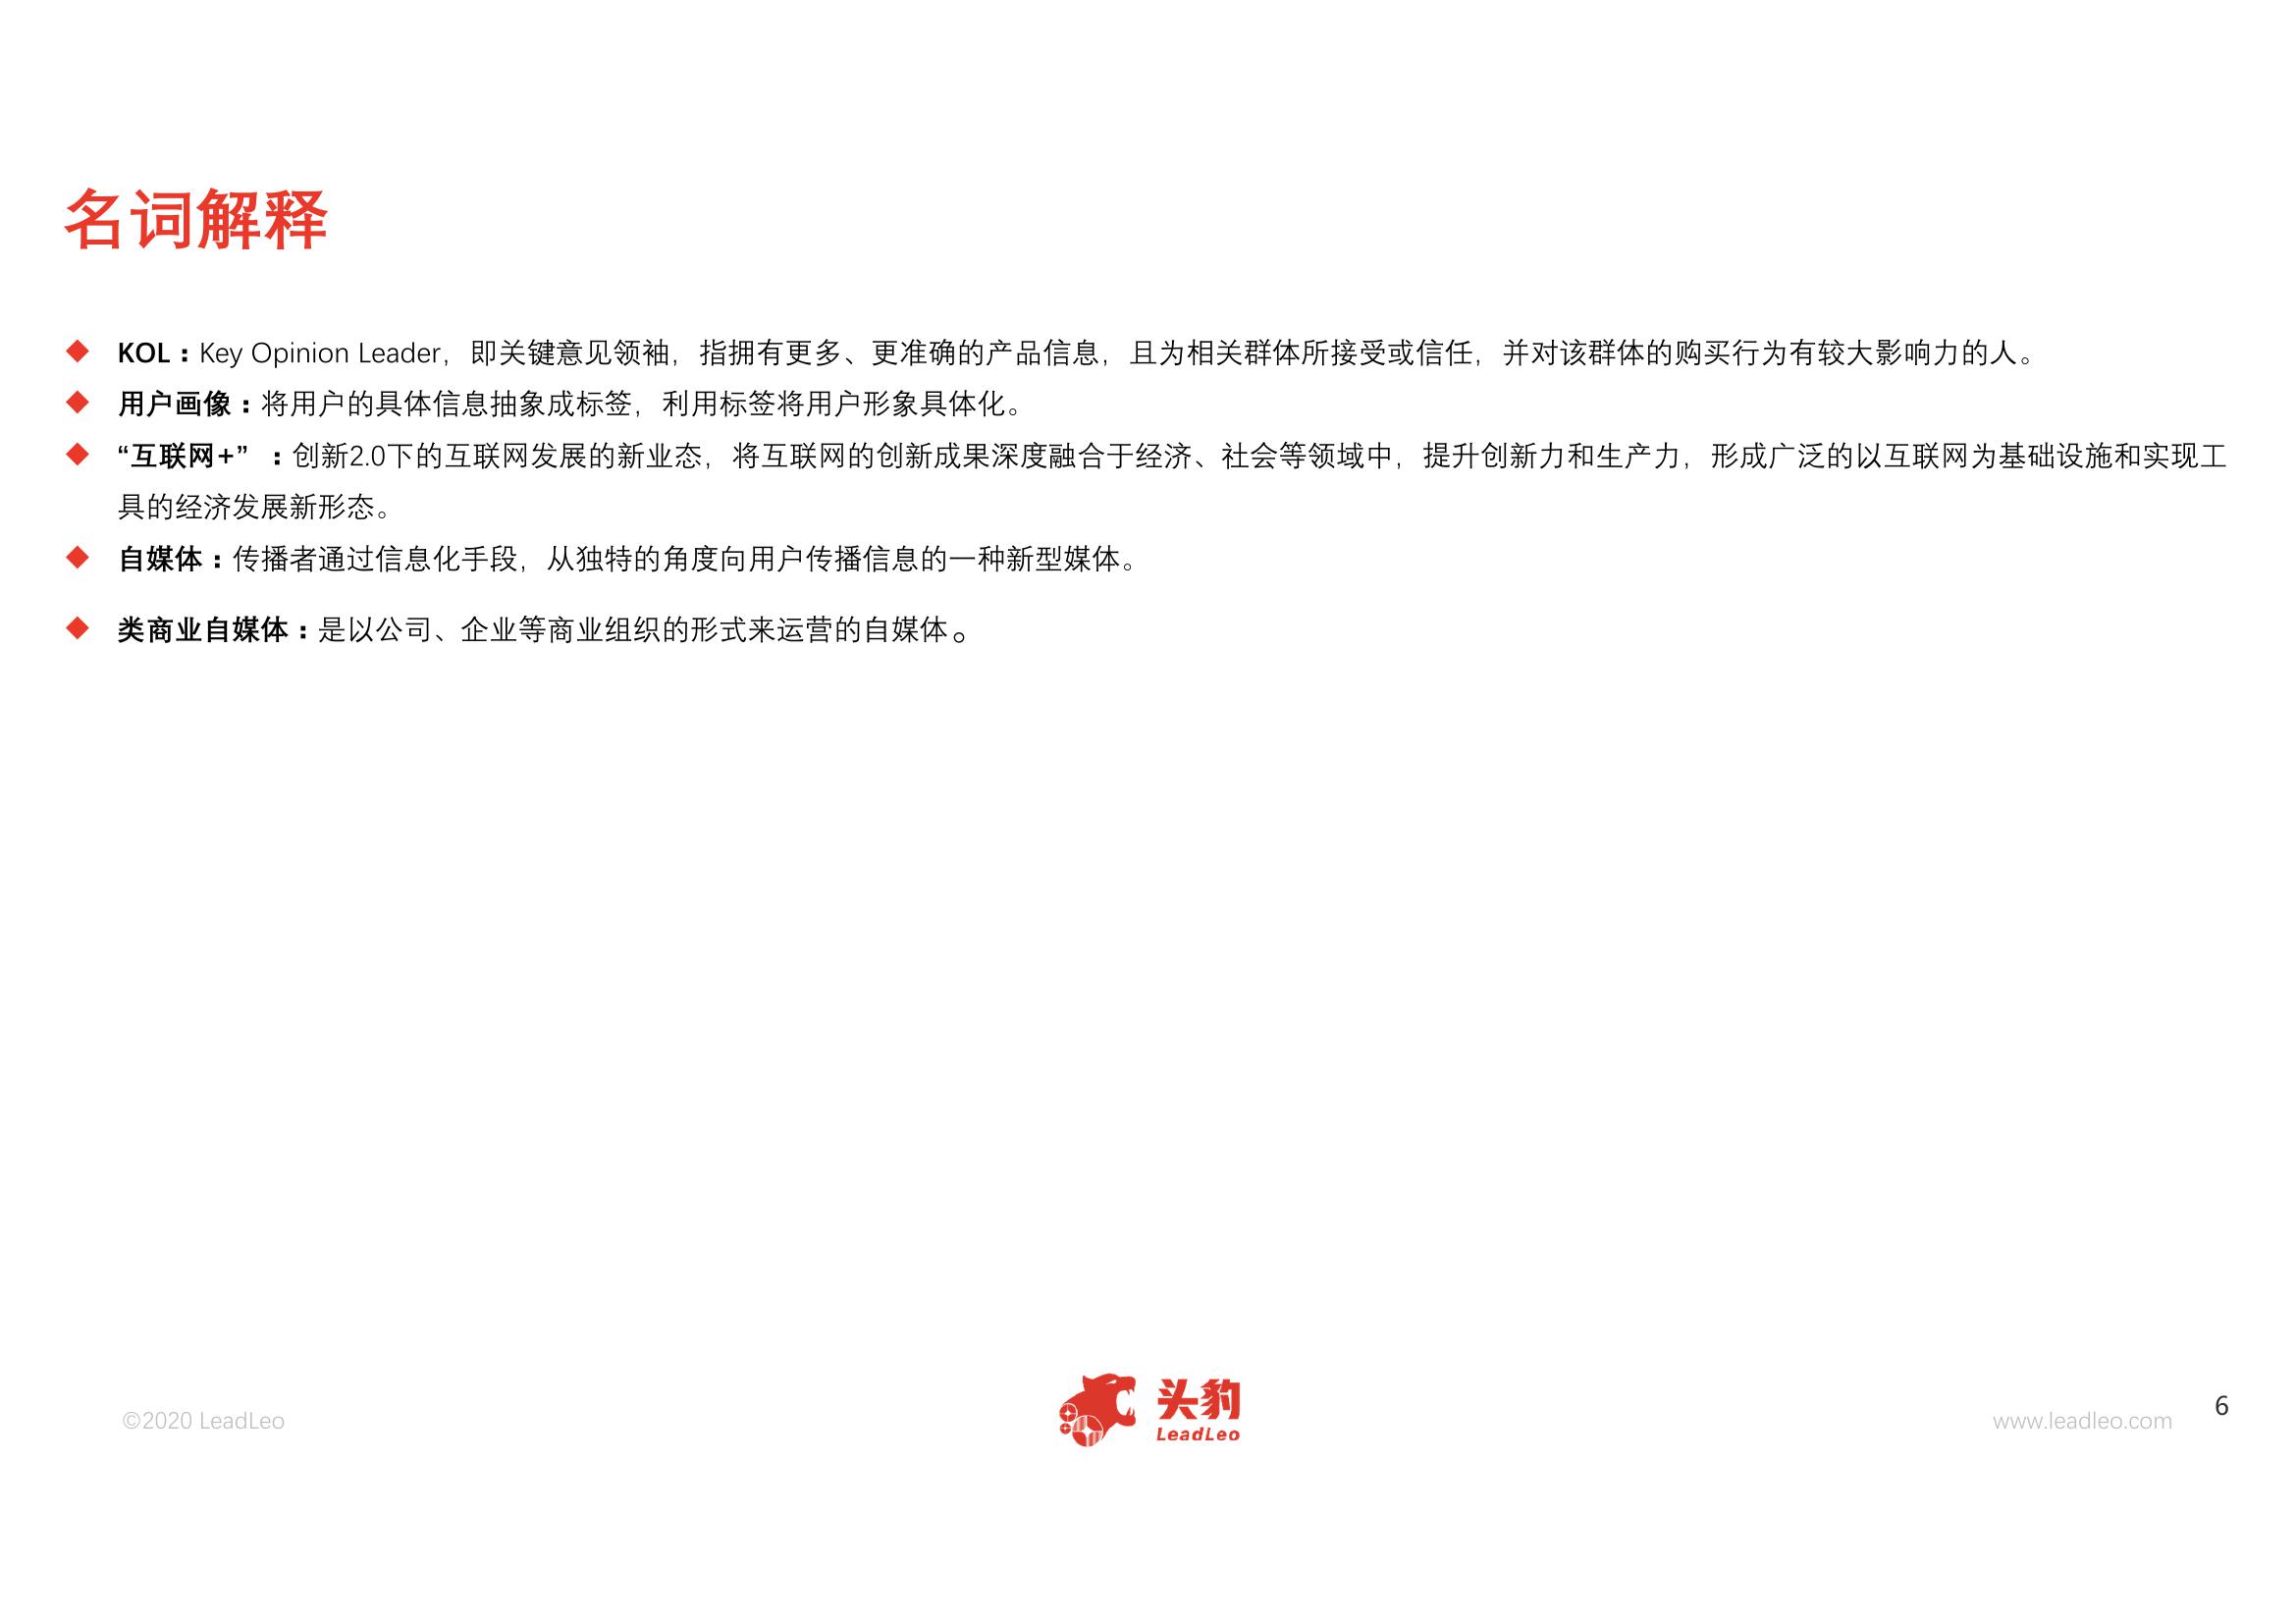 名词解释
◆ KOL：Key Opinion Leader，即关键意见领袖，指拥有更多、更准确的产品信息，且为相关群体所接受或信任，并对该群体的购买行为有较大影响力的人。
◆ 用户画像：将用户的具体信息抽象成标签，利用标签将用户形象具体化。
◆ “互联网+”：创新2.0下的互联网发展的新业态，将互联网的创新成果深度融合于经济、社会等领域中，提升创新力和生产力，形成广泛的以互联网为基础设施和实现工
具的经济发展新形态。
◆ 自媒体：传播者通过信息化手段，从独特的角度向用户传播信息的一种新型媒体。
◆ 类商业自媒体：是以公司、企业等商业组织的形式来运营的自媒体。
©2020 LeadLeo
头豹
LeadLeo
www.leadleo.com
6